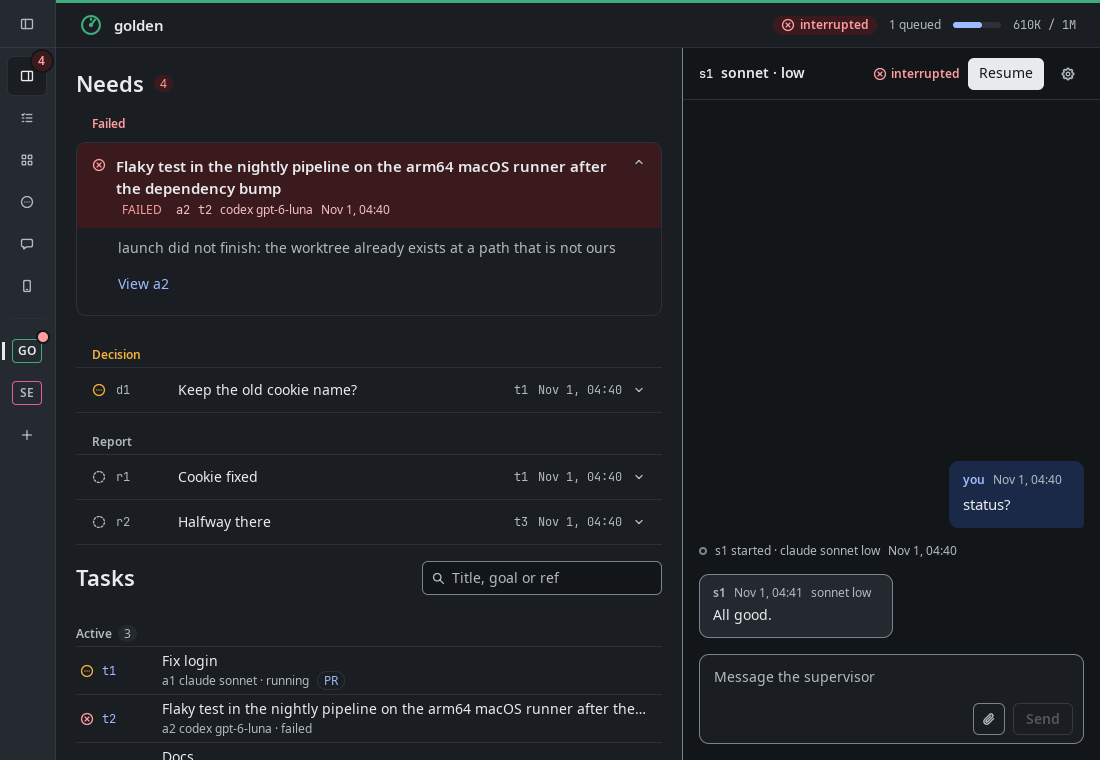 golden
interrupted
1 queued
610K / 1M
4
GO
SE
Needs 4
Failed
Flaky test in the nightly pipeline on the arm64 macOS runner after
the dependency bump
FAILED a2 t2 codex gpt-6-luna Nov 1, 04:40
launch did not finish: the worktree already exists at a path that is not ours
View a2
Decision
d1 Keep the old cookie name? t1 Nov 1, 04:40
Report
r1 Cookie fixed t1 Nov 1, 04:40
r2 Halfway there t3 Nov 1, 04:40
Tasks
Title, goal or ref
Active 3
t1 Fix login
a1 claude sonnet · running PR
t2 Flaky test in the nightly pipeline on the arm64 macOS runner after the...
a2 codex gpt-6-luna · failed
Docs
s1 sonnet · low
interrupted
Resume
you Nov 1, 04:40
status?
s1 started · claude sonnet low Nov 1, 04:40
s1 Nov 1, 04:41 sonnet low
All good.
Message the supervisor
Send